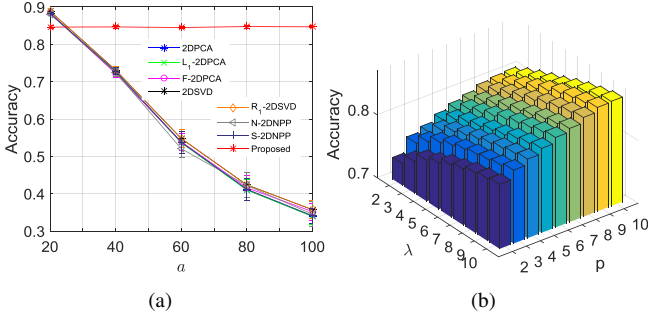 0.9
0.8
0.7
0.6
0.5
0.4
0.3
Accuracy
20 40 60 80 100
a
2DPCA
L1-2DPCA
F-2DPCA
2DSVD
R1-2DSVD
N-2DNPP
S-2DNPP
Proposed
(a)
Accuracy
0.8
0.7
2 3 4 5 6 7 8 9 10
λ
2 3 4 5 6 7 8 9 10
p
(b)